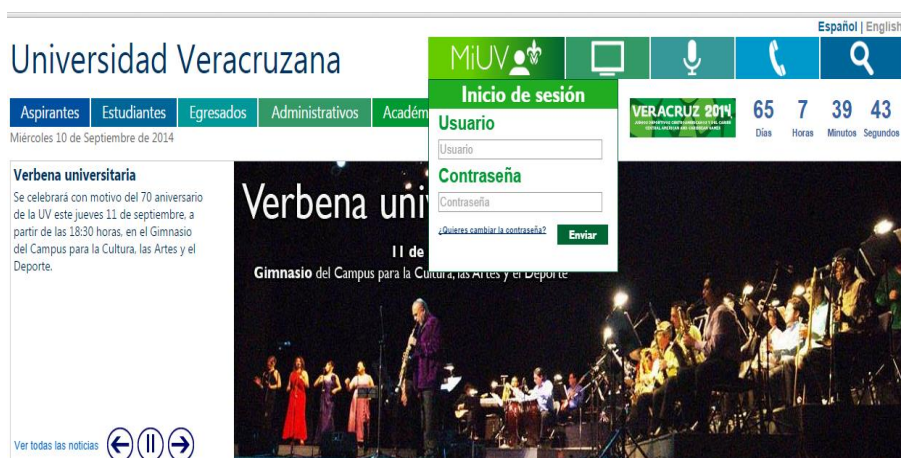 Español | English
Universidad Veracruzana
MiUV
Aspirantes Estudiantes Egresados Administrativos Académ
Miércoles 10 de Septiembre de 2014
Inicio de sesión
Usuario
Usuario
Contraseña
Contraseña
¿Quieres cambiar la contraseña?
Enviar
VERACRUZ 2014
65 7 39 43
Días Horas Minutos Segundos
Verbena universitaria
Se celebrará con motivo del 70 aniversario
de la UV este jueves 11 de septiembre, a
partir de las 18:30 horas, en el Gimnasio
del Campus para la Cultura, las Artes y el
Deporte.
Verbena uni
11 de
Gimnasio del Campus para la Cultura, las Artes y el Deporte
Ver todas las noticias